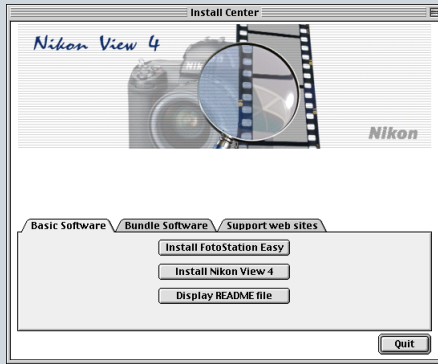 Install Center
Nikon View 4
Nikon
Basic Software
Bundle Software
Support web sites
Install FotoStation Easy
Install Nikon View 4
Display README file
Quit